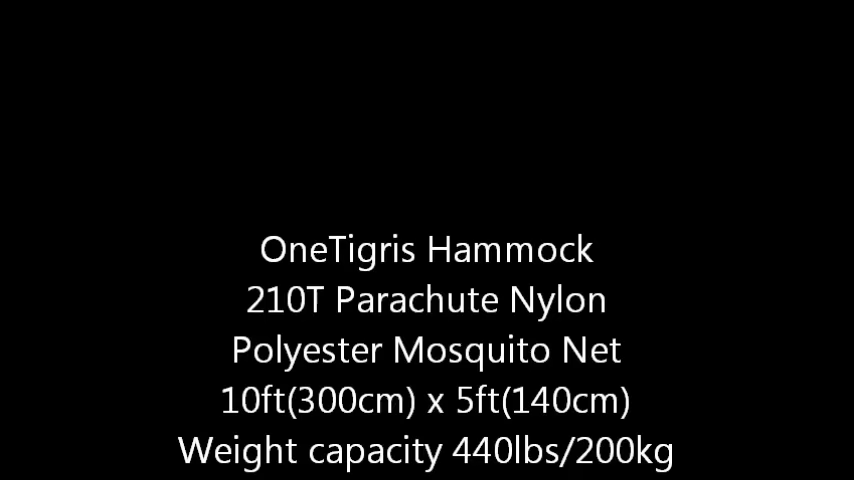 OneTigris Hammock
210T Parachute Nylon
Polyester Mosquito Net
10ft(300cm) x 5ft(140cm)
Weight capacity 440lbs/200kg